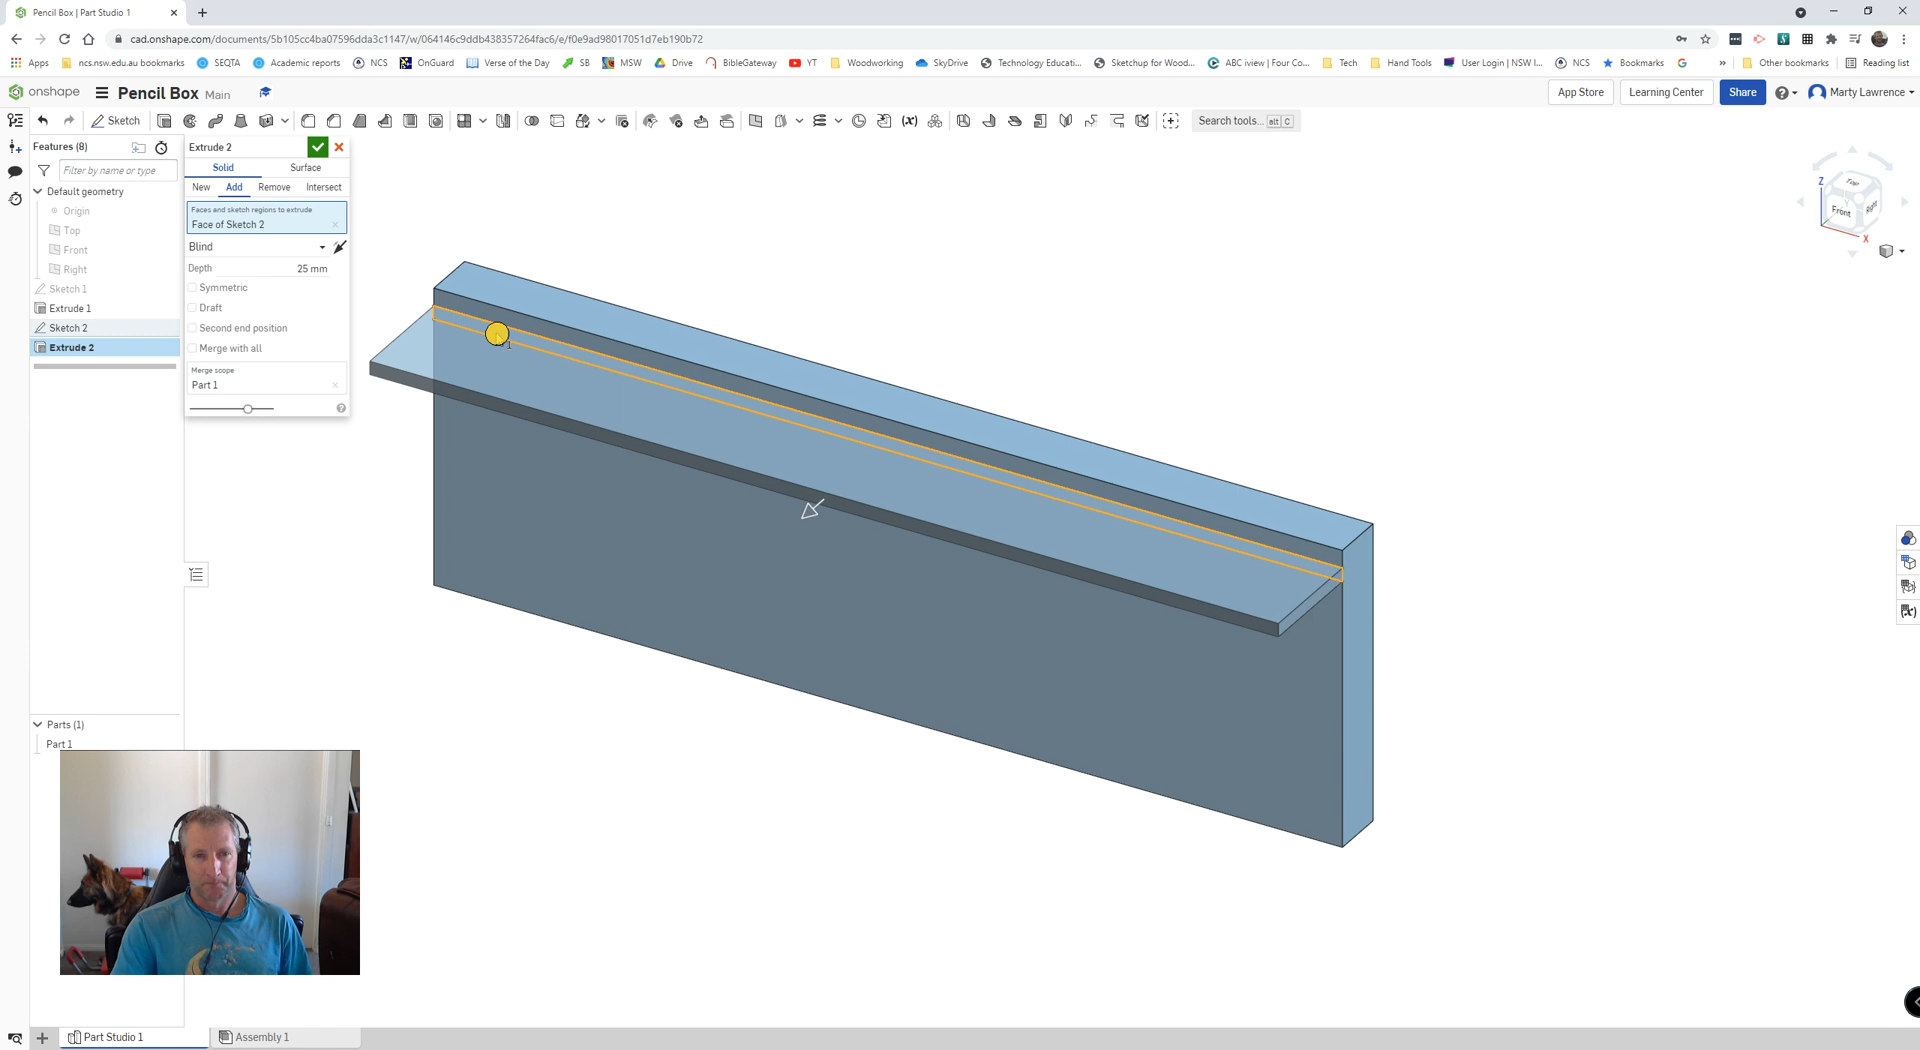 Pencil Box | Part Studio 1
cad.onshape.com/documents/5b105cc4ba07596dda3c1147/w/064146c9ddb438357264fac6/e/f0e9ad98017051d7eb190b72
Apps ncs.nsw.edu.au bookmarks SEQTA Academic reports NCS OnGuard Verse of the Day SB MSW Drive BibleGateway YT Woodworking SkyDrive Technology Educati... Sketchup for Wood... ABC iview | Four Co... Tech Hand Tools User Login | NSW I... NCS Bookmarks » Other bookmarks Reading list
onshape Pencil Box Main App Store Learning Center Share Marty Lawrence
Sketch Search tools... alt C
Features (8)
Filter by name or type
Default geometry
Origin
Top
Front
Right
Sketch 1
Extrude 1
Sketch 2
Extrude 2
Extrude 2
Solid Surface
New Add Remove Intersect
Faces and sketch regions to extrude
Face of Sketch 2
Blind
Depth 25 mm
Symmetric
Draft
Second end position
Merge with all
Merge scope
Part 1
Z
Top
Front
Right
X
Parts (1)
Part 1
Part Studio 1 Assembly 1